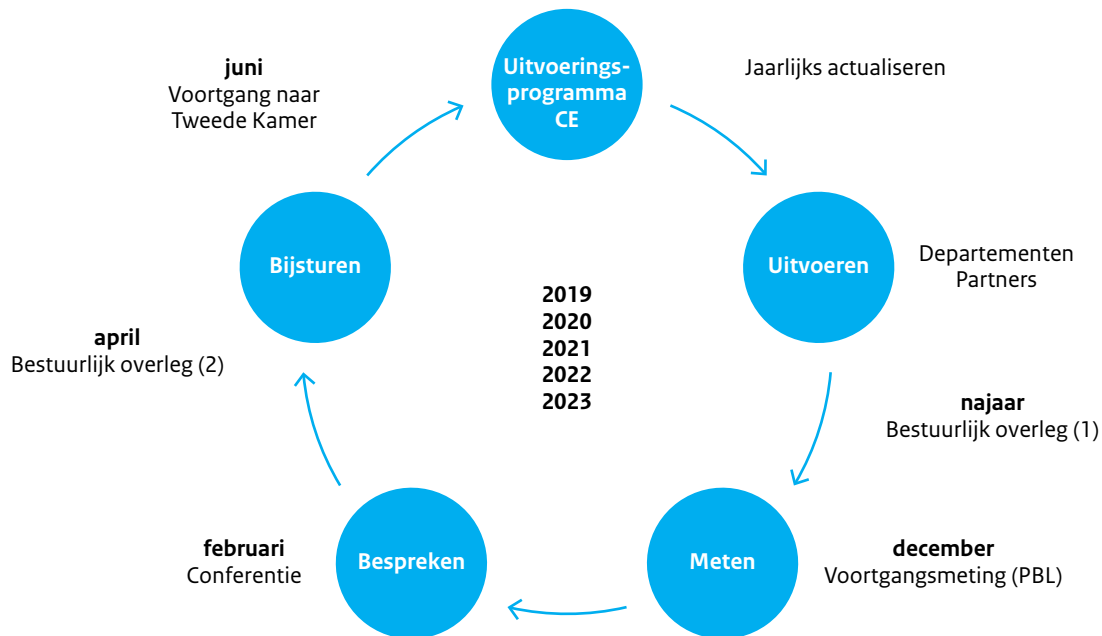 Uitvoerings-
programma
CE
Jaarlijks actualiseren
Uitvoeren
Departementen
Partners
najaar
Bestuurlijk overleg (1)
Meten
december
Voortgangsmeting (PBL)
Bespreken
februari
Conferentie
april
Bestuurlijk overleg (2)
Bijsturen
juni
Voortgang naar
Tweede Kamer
2019
2020
2021
2022
2023